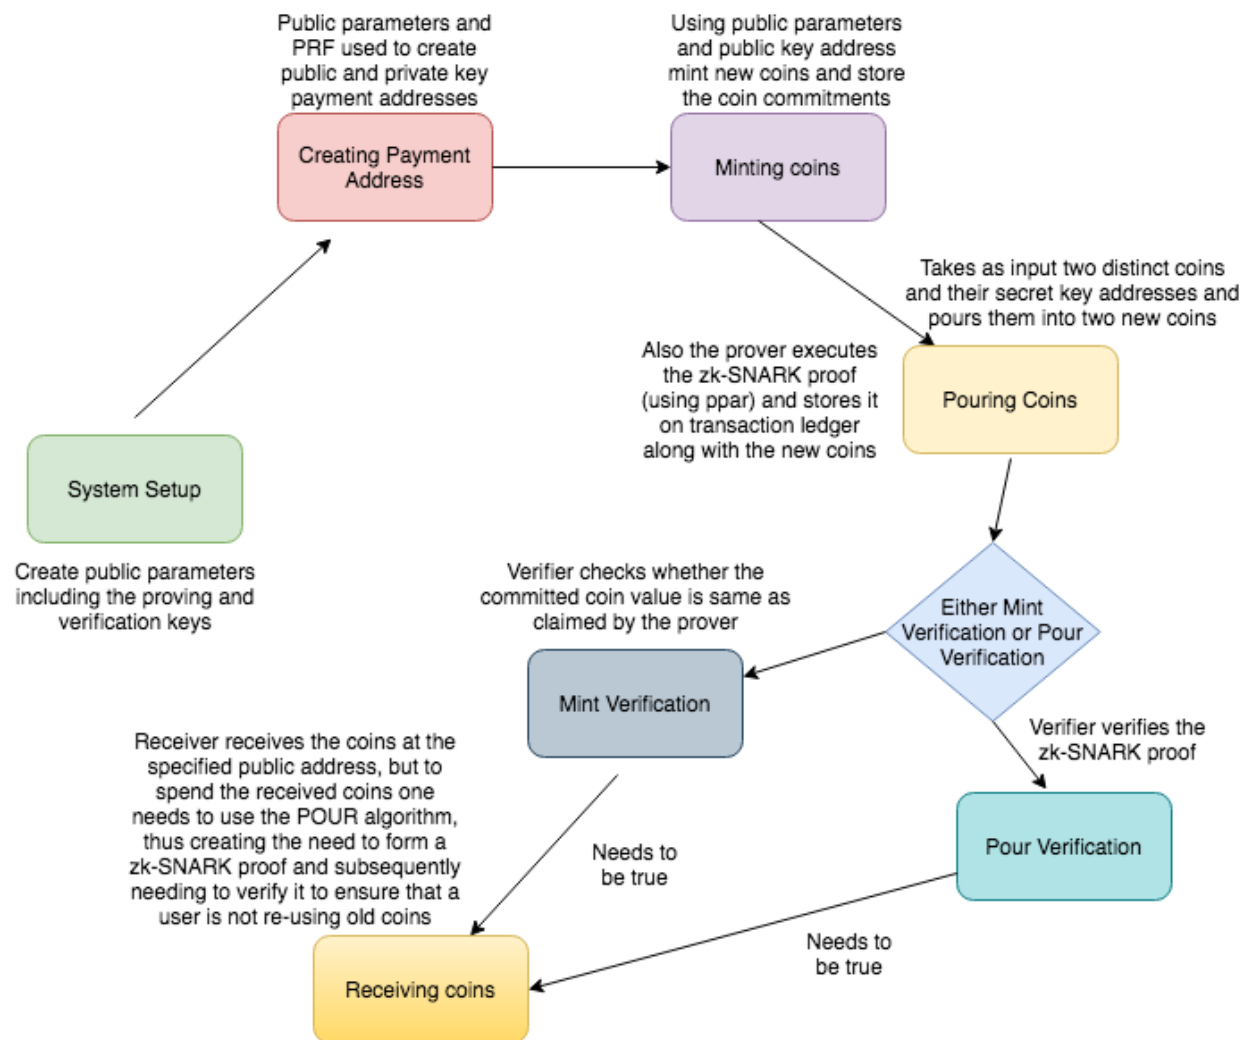 Public parameters and
PRF used to create
public and private key
payment addresses
Creating Payment
Address
Using public parameters
and public key address
mint new coins and store
the coin commitments
Minting coins
Takes as input two distinct coins
and their secret key addresses and
pours them into two new coins
Also the prover executes
the zk-SNARK proof
(using ppar) and stores it
on transaction ledger
along with the new coins
Pouring Coins
System Setup
Create public parameters
including the proving and
verification keys
Verifier checks whether the
committed coin value is same as
claimed by the prover
Either Mint
Verification or Pour
Verification
Mint Verification
Verifier verifies the
zk-SNARK proof
Receiver receives the coins at the
specified public address, but to
spend the received coins one
needs to use the POUR algorithm,
thus creating the need to form a
zk-SNARK proof and subsequently
needing to verify it to ensure that a
user is not re-using old coins
Needs to
be true
Pour Verification
Needs to
be true
Receiving coins